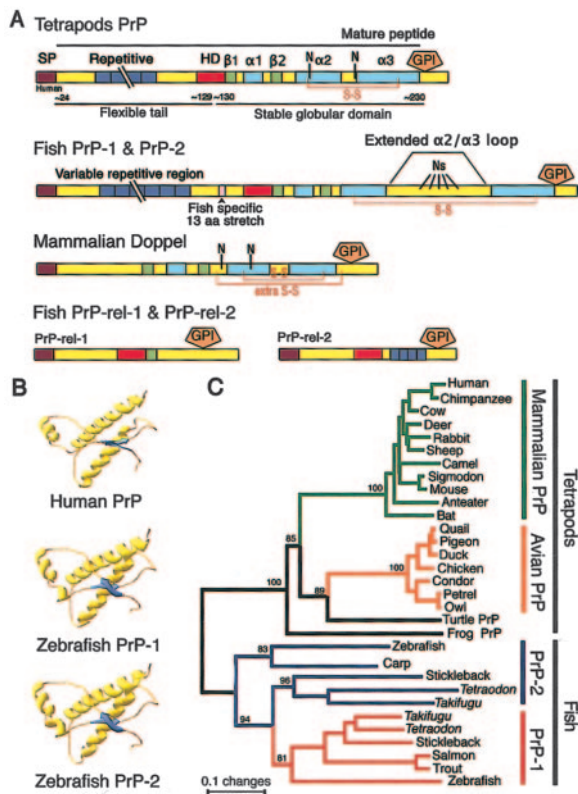 A
Tetrapods PrP
Mature peptide
SP Repetitive HD β1 α1 β2 N α2 N α3 GPI
Human
S-S
~24 ~129 ~130 ~230
Flexible tail Stable globular domain
Fish PrP-1 & PrP-2
Extended α2/α3 loop
Variable repetitive region Ns GPI
Fish specific
13 aa stretch
S-S
Mammalian Doppel
N N GPI
S-S
extra S-S
Fish PrP-rel-1 & PrP-rel-2
PrP-rel-1 GPI PrP-rel-2 GPI
B
Human PrP
Zebrafish PrP-1
Zebrafish PrP-2
C
Human
Chimpanzee
Cow
Deer
Rabbit
Sheep
Camel
Sigmodon
Mouse
Anteater
Bat
100
Mammalian PrP
Quail
Pigeon
Duck
Chicken
Condor
Petrel
Owl
100
Avian PrP
85
89
Turtle PrP
100
Frog PrP
Tetrapods
Zebrafish
83
Carp
Stickleback
96
Tetraodon
Takifugu
PrP-2
94
Takifugu
Tetraodon
Stickleback
Salmon
Trout
81
Zebrafish
PrP-1
Fish
0.1 changes